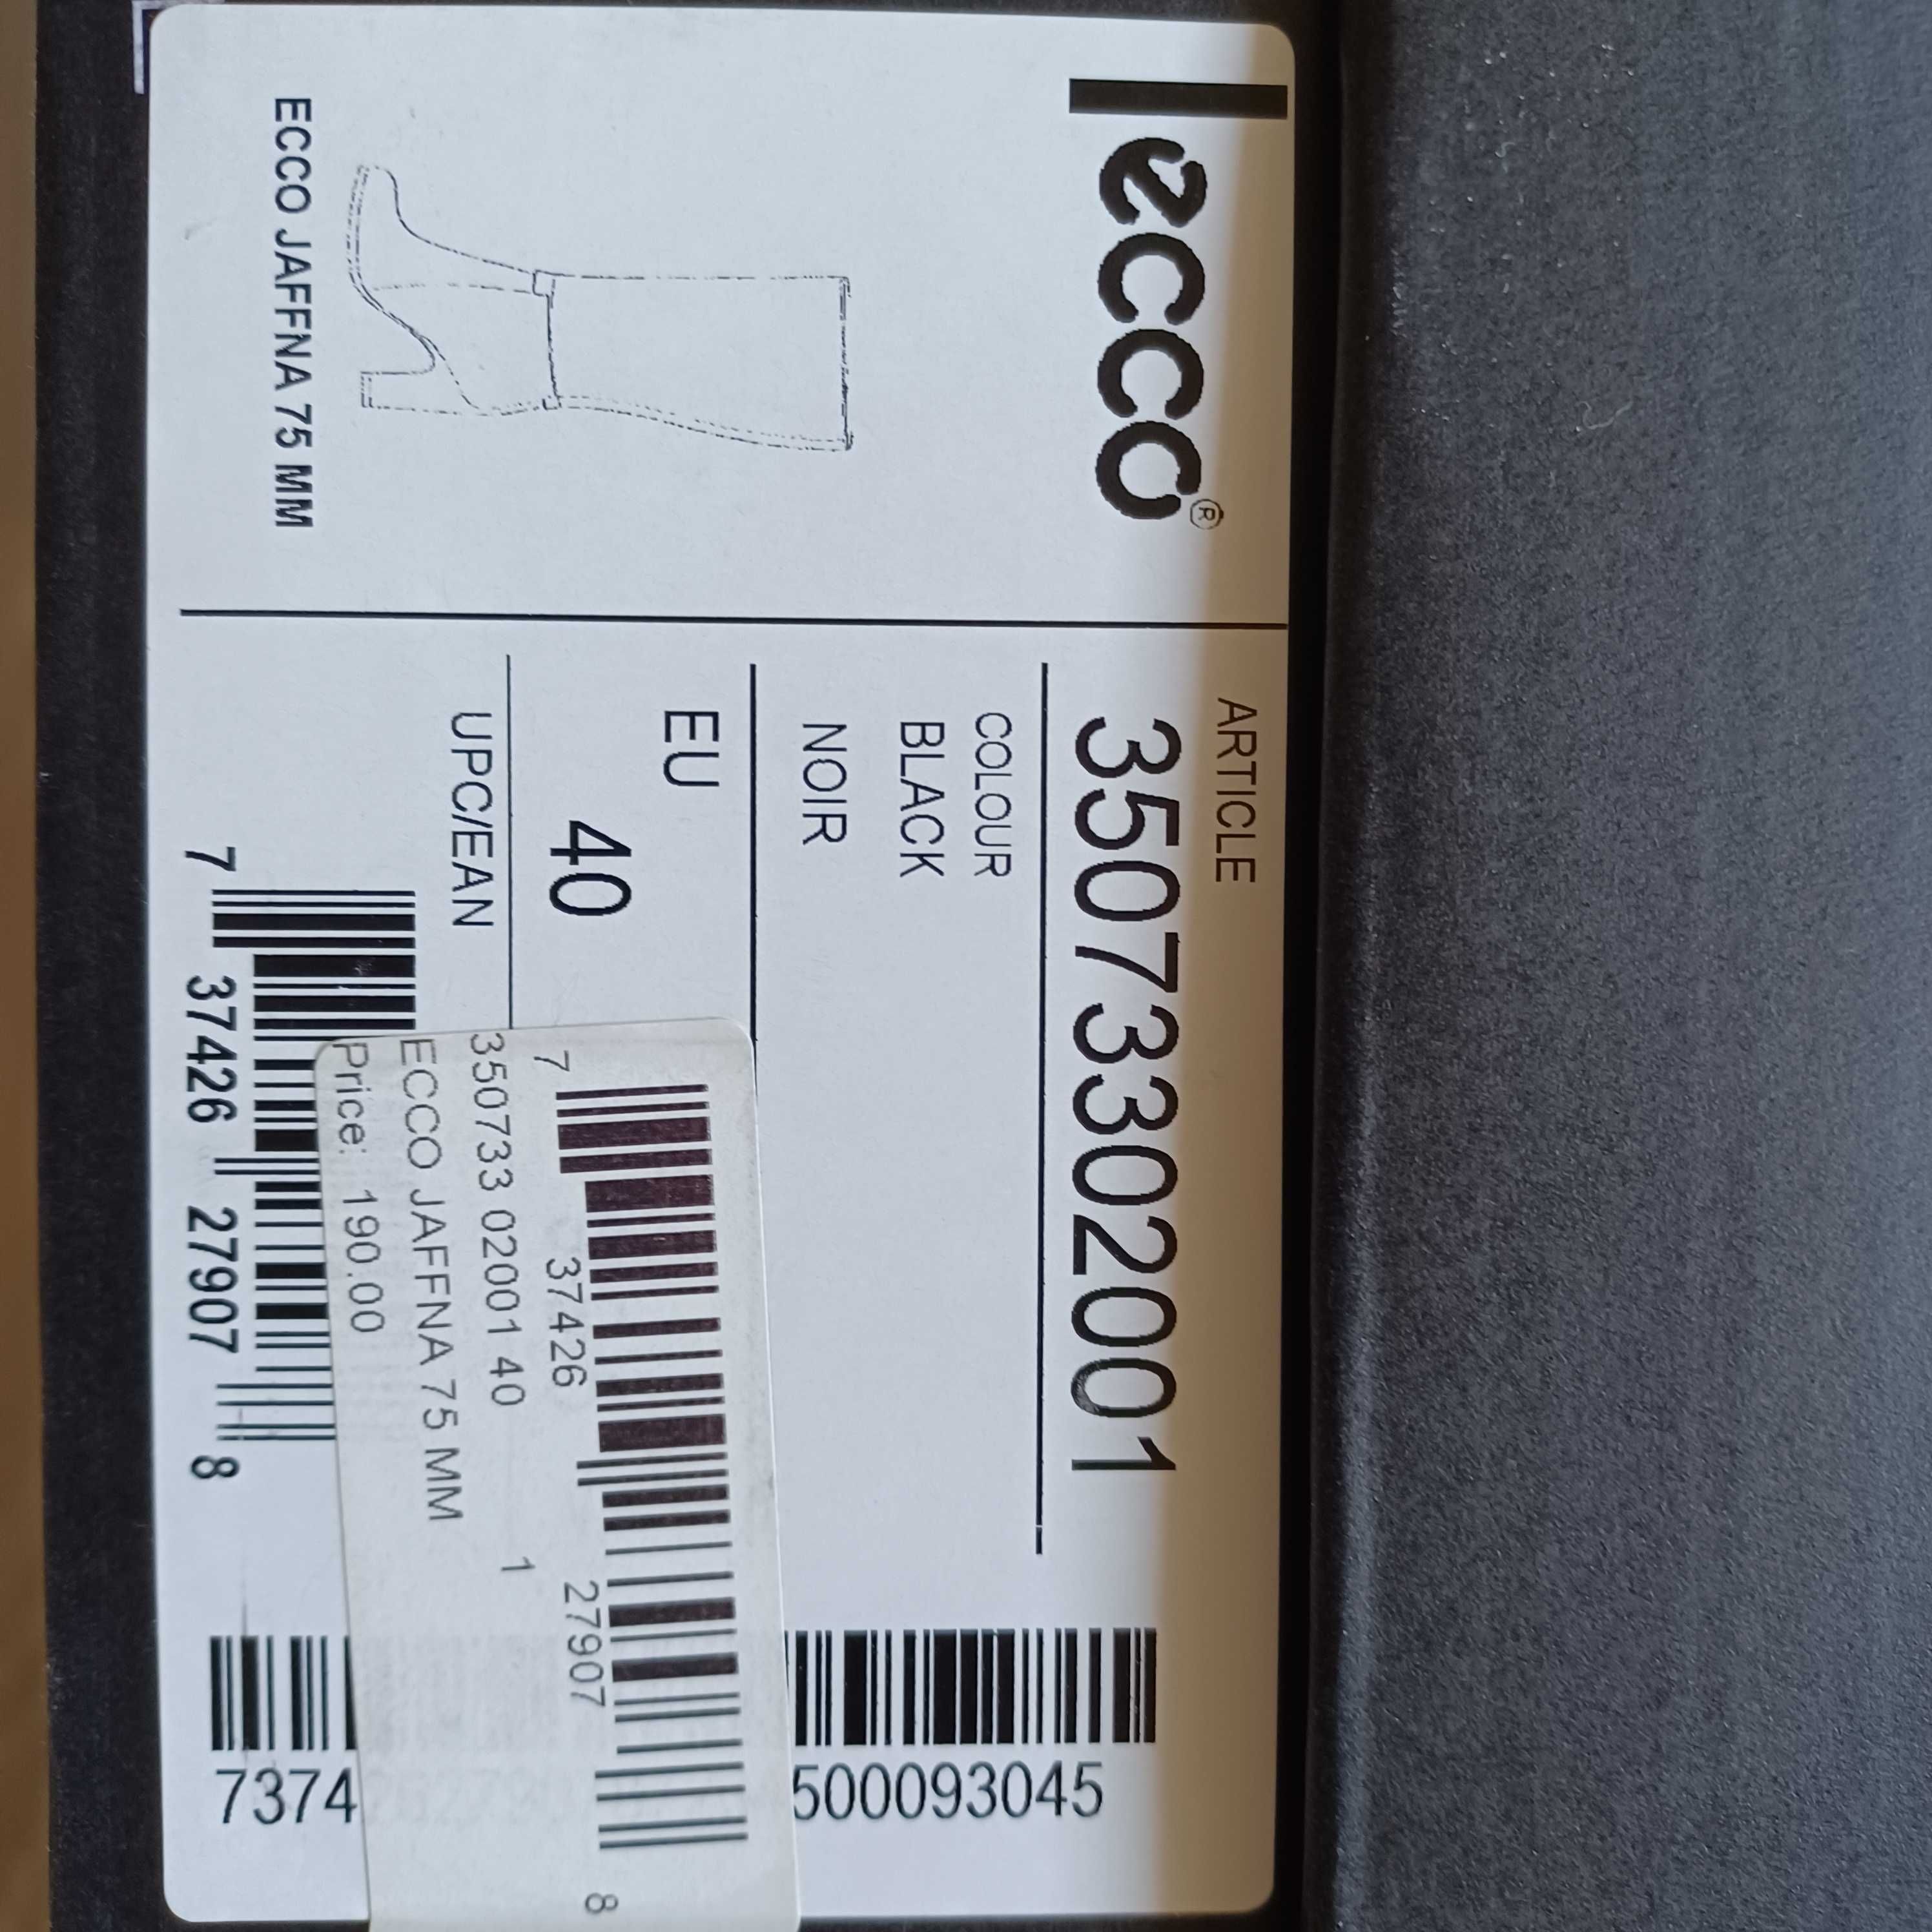 ecco®
ECCO JAFFNA 75 MM
ARTICLE
35073302001
COLOUR
BLACK
NOIR
EU
40
UPC/EAN
7 37426 27907 8
7 37426 27907 8
350733 02001 40 1
ECCO JAFFNA 75 MM
Price: 190.00
7374
500093045